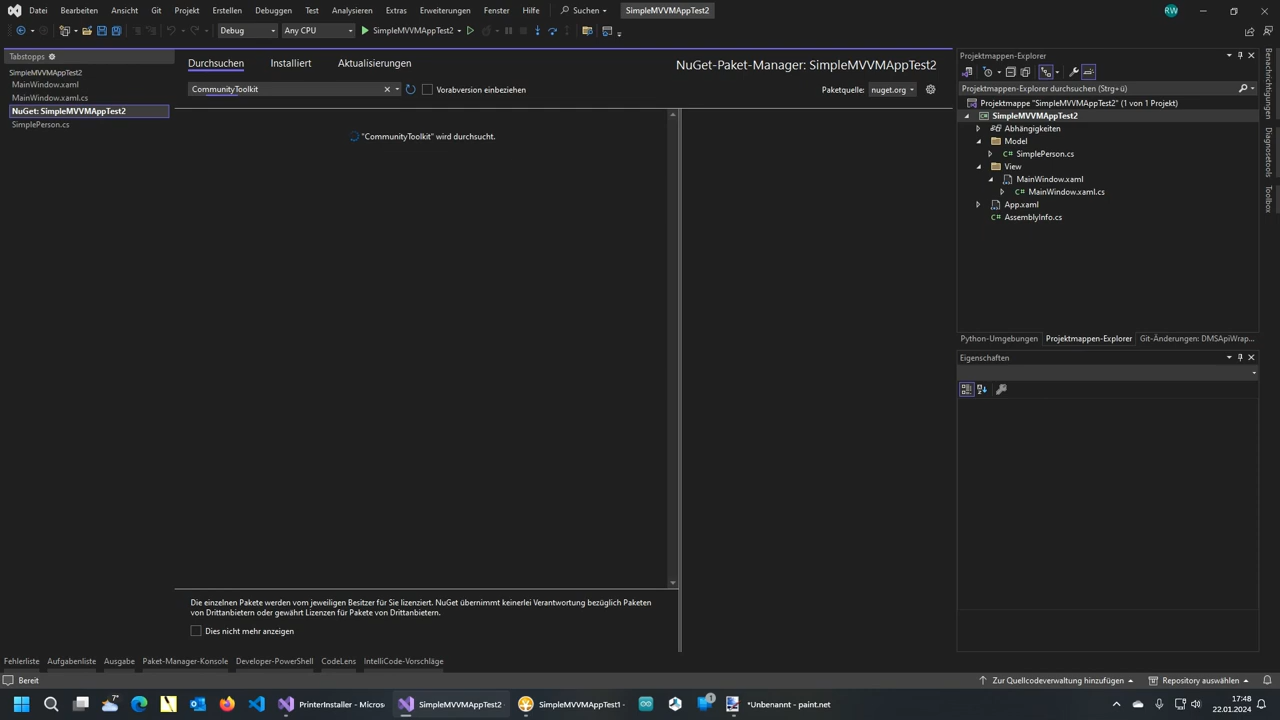 Datei Bearbeiten Ansicht Git Projekt Erstellen Debuggen Test Analysieren Extras Erweiterungen Fenster Hilfe Suchen SimpleMVVMAppTest2 RW
Debug Any CPU SimpleMVVMAppTest2
Tabstopps
SimpleMVVMAppTest2
MainWindow.xaml
MainWindow.xaml.cs
NuGet: SimpleMVVMAppTest2
SimplePerson.cs
Durchsuchen Installiert Aktualisierungen
NuGet-Paket-Manager: SimpleMVVMAppTest2
CommunityToolkit
Vorabversion einbeziehen
Paketquelle: nuget.org
"CommunityToolkit" wird durchsucht.
Die einzelnen Pakete werden vom jeweiligen Besitzer für Sie lizenziert. NuGet übernimmt keinerlei Verantwortung bezüglich Paketen
von Drittanbietern oder gewährt Lizenzen für Pakete von Drittanbietern.
Dies nicht mehr anzeigen
Projektmappen-Explorer
Projektmappen-Explorer durchsuchen (Strg+ü)
Projektmappe "SimpleMVVMAppTest2" (1 von 1 Projekt)
SimpleMVVMAppTest2
Abhängigkeiten
Model
C# SimplePerson.cs
View
MainWindow.xaml
C# MainWindow.xaml.cs
App.xaml
C# AssemblyInfo.cs
Python-Umgebungen Projektmappen-Explorer Git-Änderungen: DMSApiWrap...
Eigenschaften
Benachrichtigungen
Diagnosetools
Toolbox
Fehlerliste Aufgabenliste Ausgabe Paket-Manager-Konsole Developer-PowerShell CodeLens IntelliCode-Vorschläge
Bereit
Zur Quellcodeverwaltung hinzufügen Repository auswählen
7°
PrinterInstaller - Micros
SimpleMVVMAppTest2
SimpleMVVMAppTest1 -
1
*Unbenannt - paint.net
17:48
22.01.2024